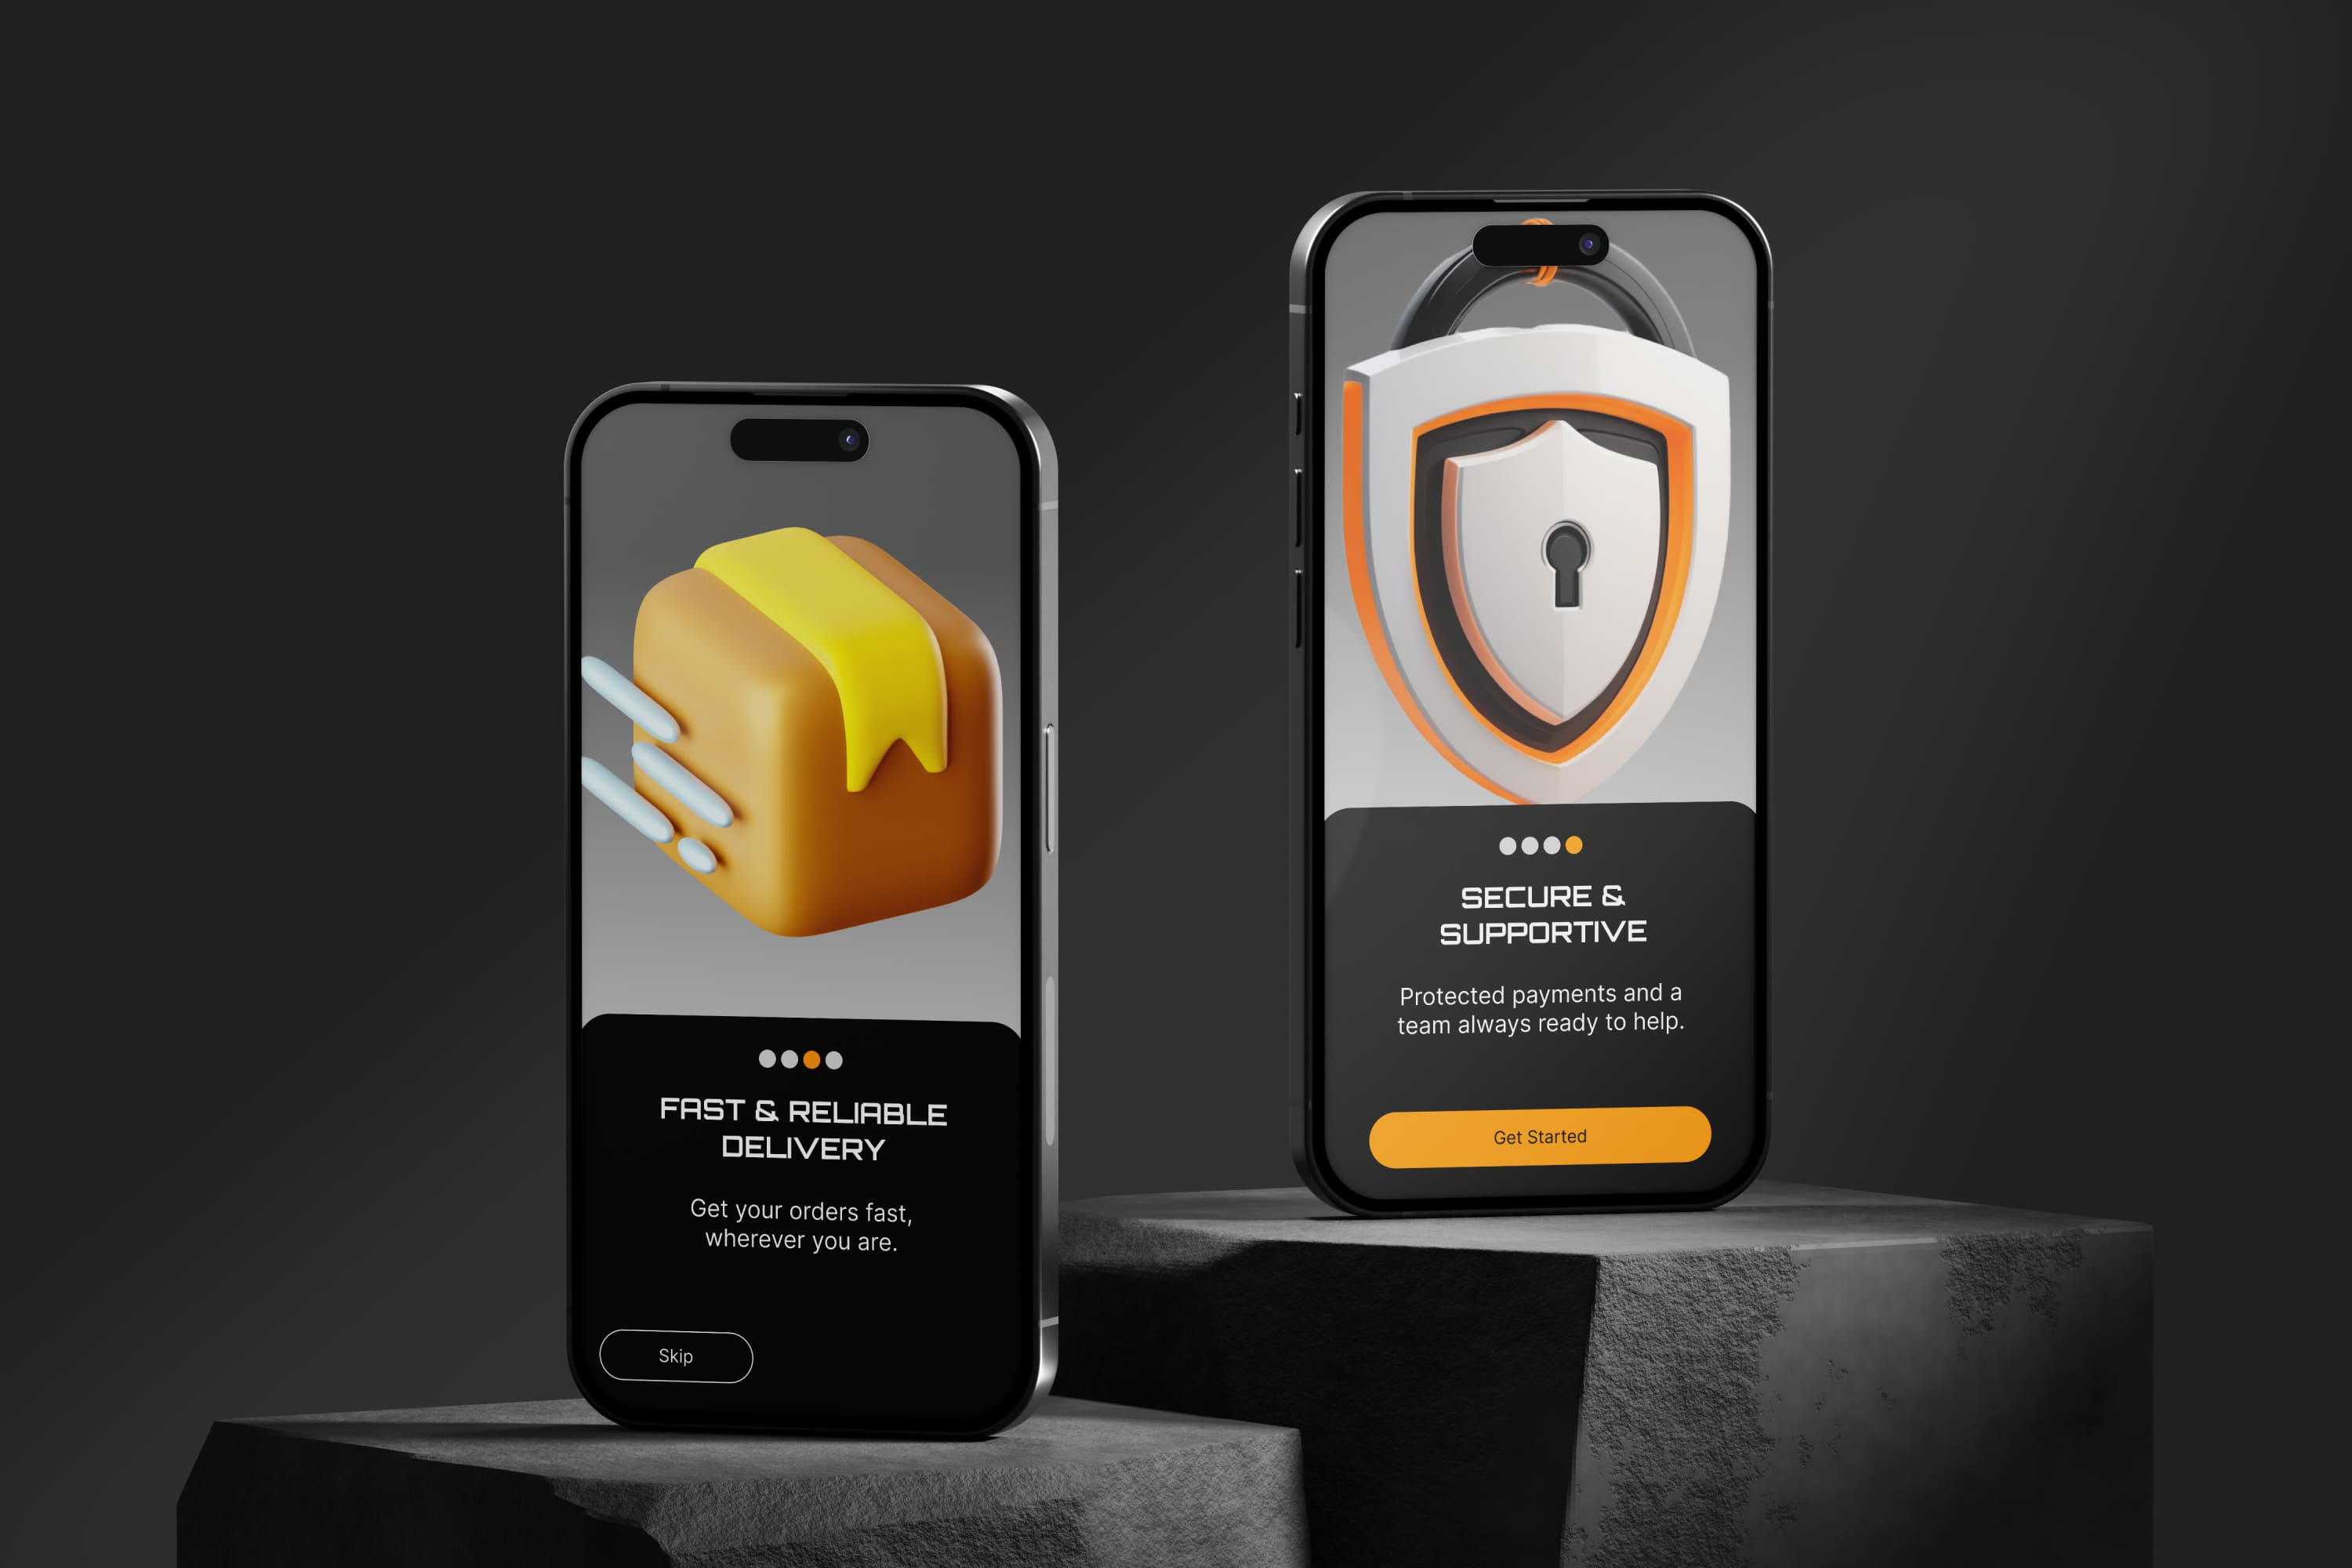 FAST & RELIABLE
DELIVERY
Get your orders fast,
wherever you are.
Skip
SECURE &
SUPPORTIVE
Protected payments and a
team always ready to help.
Get Started